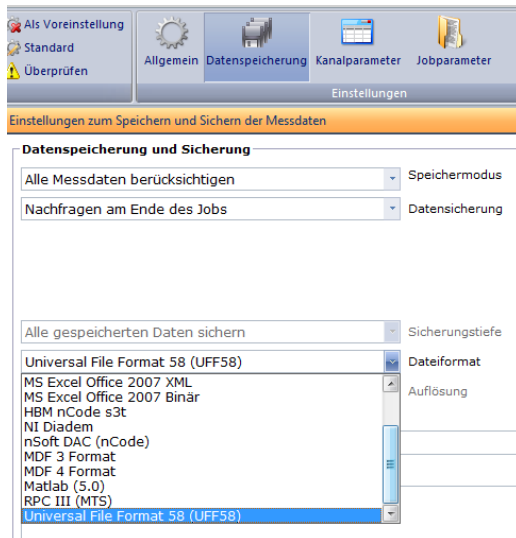 Als Voreinstellung
Standard
Überprüfen
Allgemein Datenspeicherung Kanalparameter Jobparameter
Einstellungen
Einstellungen zum Speichern und Sichern der Messdaten
Datenspeicherung und Sicherung
Alle Messdaten berücksichtigen Speichermodus
Nachfragen am Ende des Jobs Datensicherung
Alle gespeicherten Daten sichern Sicherungstiefe
Universal File Format 58 (UFF58) Dateiformat
MS Excel Office 2007 XML
MS Excel Office 2007 Binär Auflösung
HBM nCode s3t
NI Diadem
nSoft DAC (nCode)
MDF 3 Format
MDF 4 Format
Matlab (5.0)
RPC III (MTS)
Universal File Format 58 (UFF58)